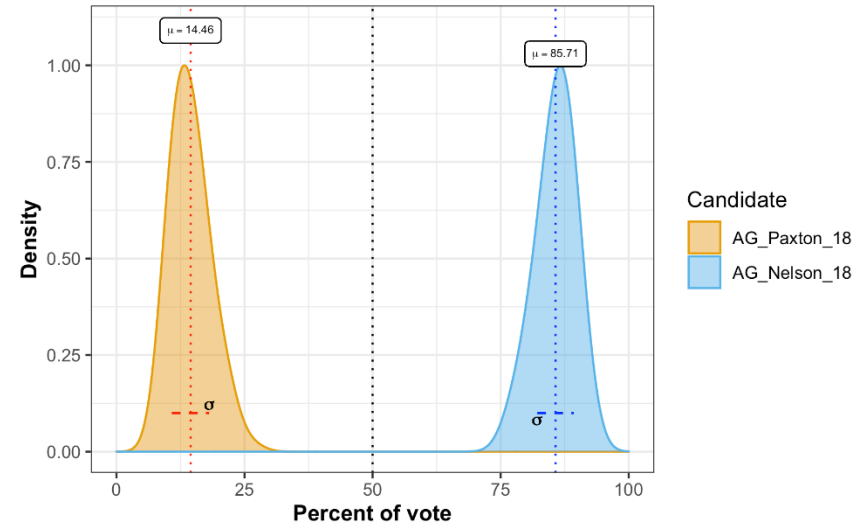 μ = 14.46
μ = 85.71
1.00
0.75
0.50
0.25
0.00
Density
σ
σ
0
25
50
75
100
Percent of vote
Candidate
AG_Paxton_18
AG_Nelson_18